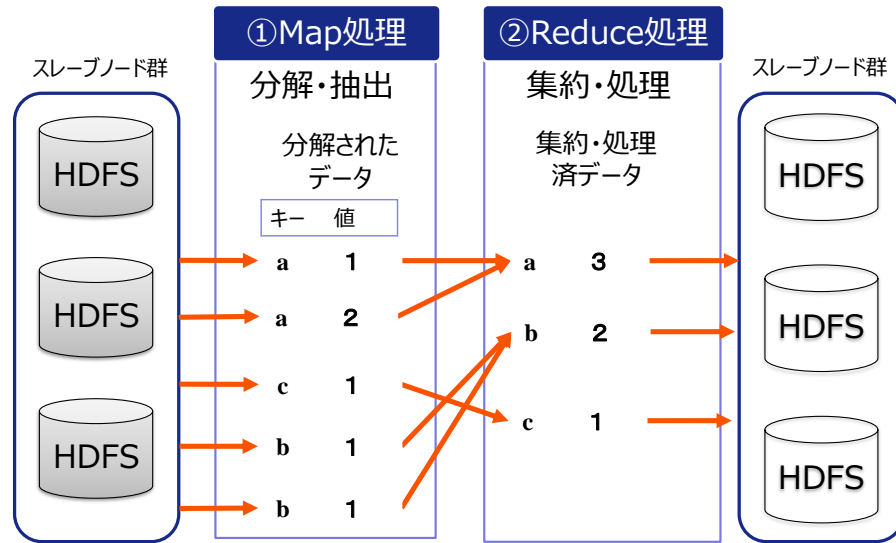 ①Map処理
②Reduce処理
スレーブノード群
分解・抽出
集約・処理
スレーブノード群
分解された
データ
集約・処理
済データ
HDFS
HDFS
HDFS
キー 値
a 1
a 2
c 1
b 1
b 1
a 3
b 2
c 1
HDFS
HDFS
HDFS